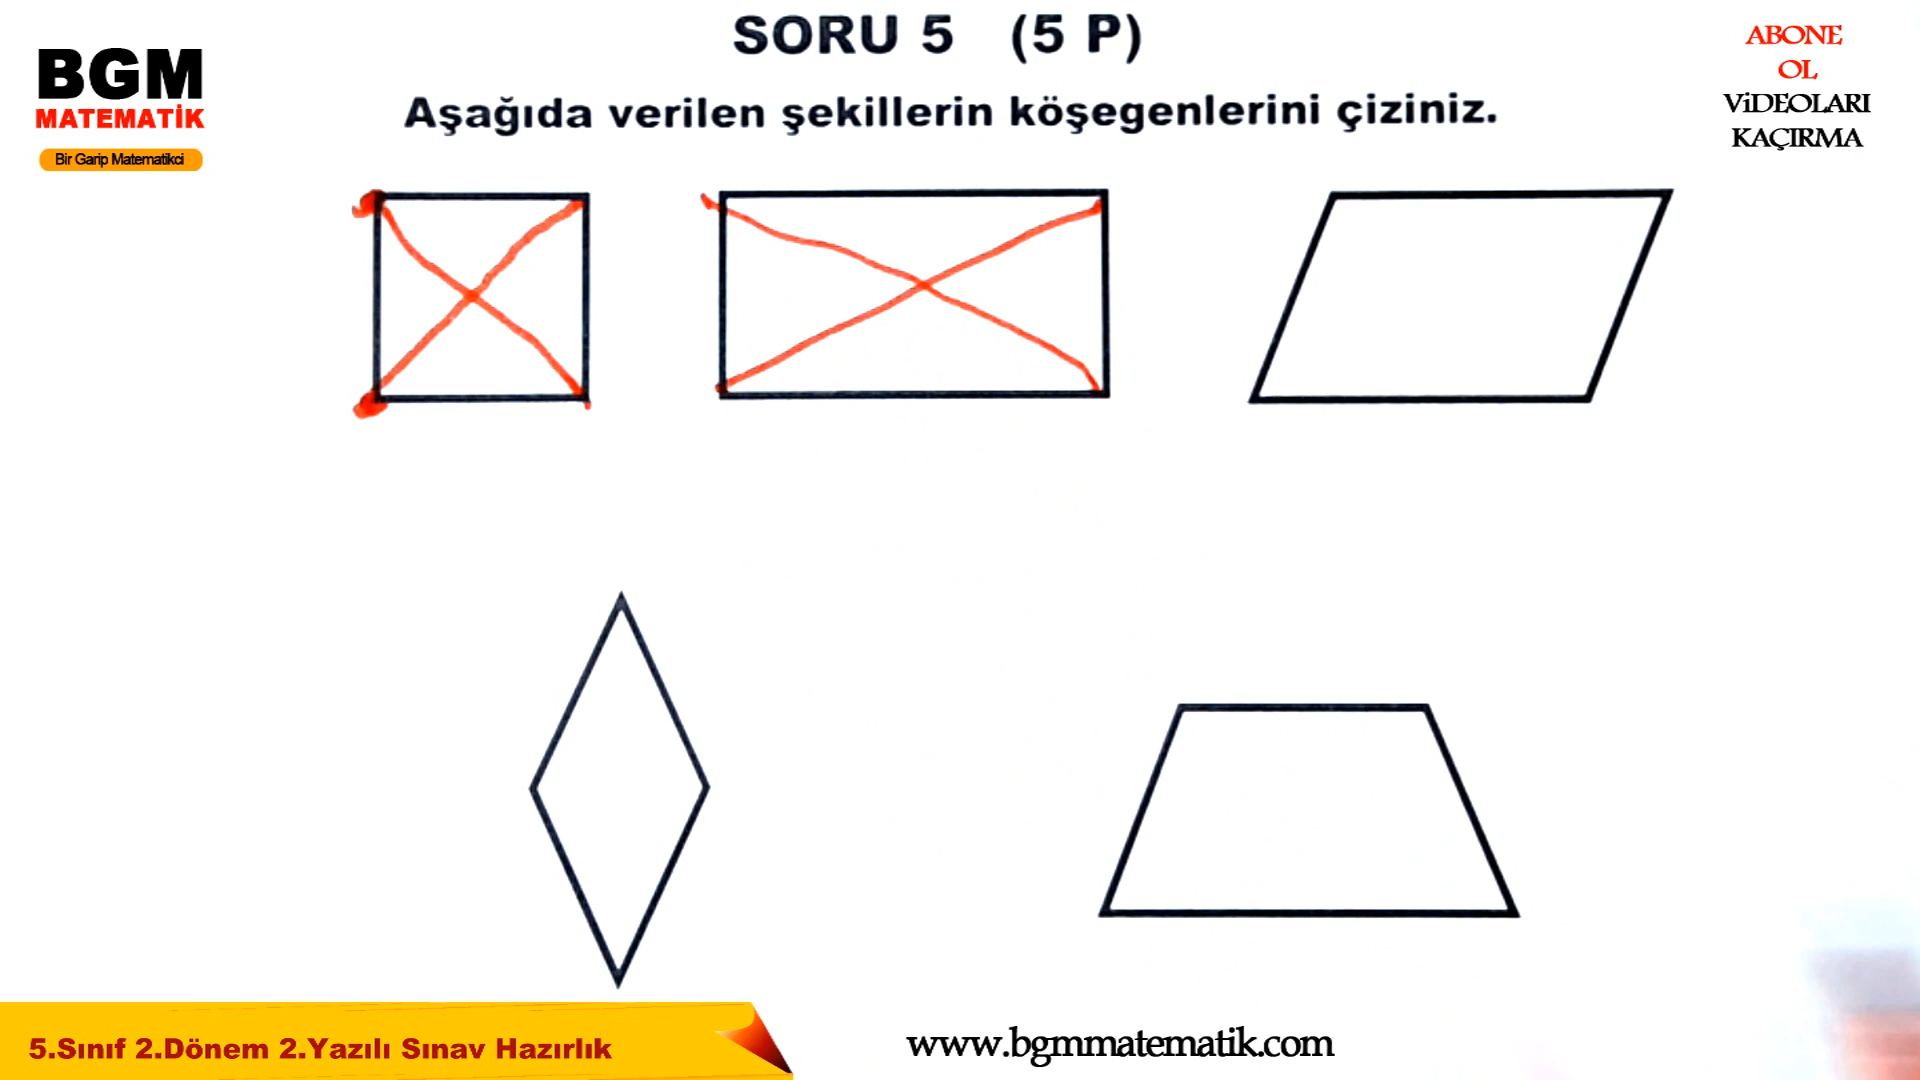 SORU 5 (5 P)
BGM
MATEMATİK
Bir Garip Matematikci
ABONE
OL
ViDEOLARI
KAÇIRMA
Aşağıda verilen şekillerin köşegenlerini çiziniz.
5.Sınıf 2.Dönem 2.Yazılı Sınav Hazırlık
www.bgmmatematik.com